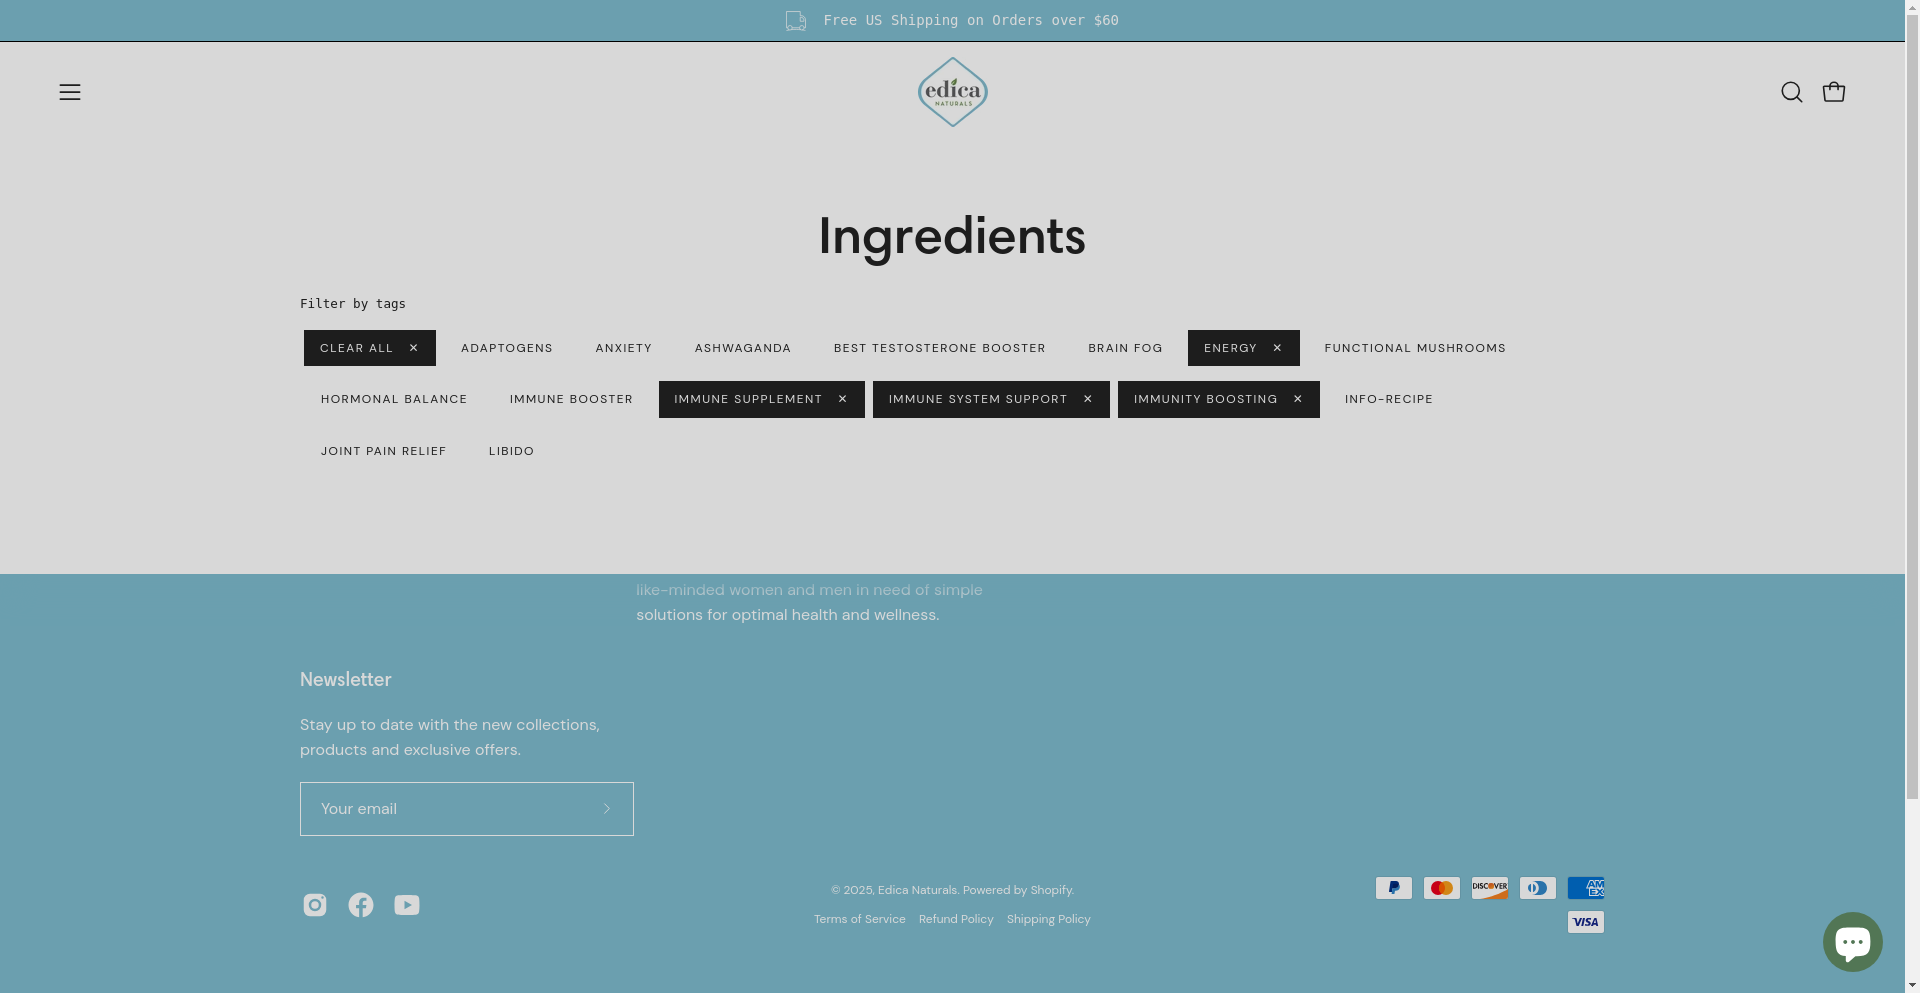 Free US Shipping on Orders over $60
edica
NATURALS
Ingredients
Filter by tags
CLEAR ALL ✕ ADAPTOGENS ANXIETY ASHWAGANDA BEST TESTOSTERONE BOOSTER BRAIN FOG ENERGY ✕ FUNCTIONAL MUSHROOMS
HORMONAL BALANCE IMMUNE BOOSTER IMMUNE SUPPLEMENT ✕ IMMUNE SYSTEM SUPPORT ✕ IMMUNITY BOOSTING ✕ INFO-RECIPE
JOINT PAIN RELIEF LIBIDO
like-minded women and men in need of simple
solutions for optimal health and wellness.
Newsletter
Stay up to date with the new collections,
products and exclusive offers.
Your email
© 2025, Edica Naturals. Powered by Shopify.
Terms of Service Refund Policy Shipping Policy
DISCOVER
AM
EX
VISA